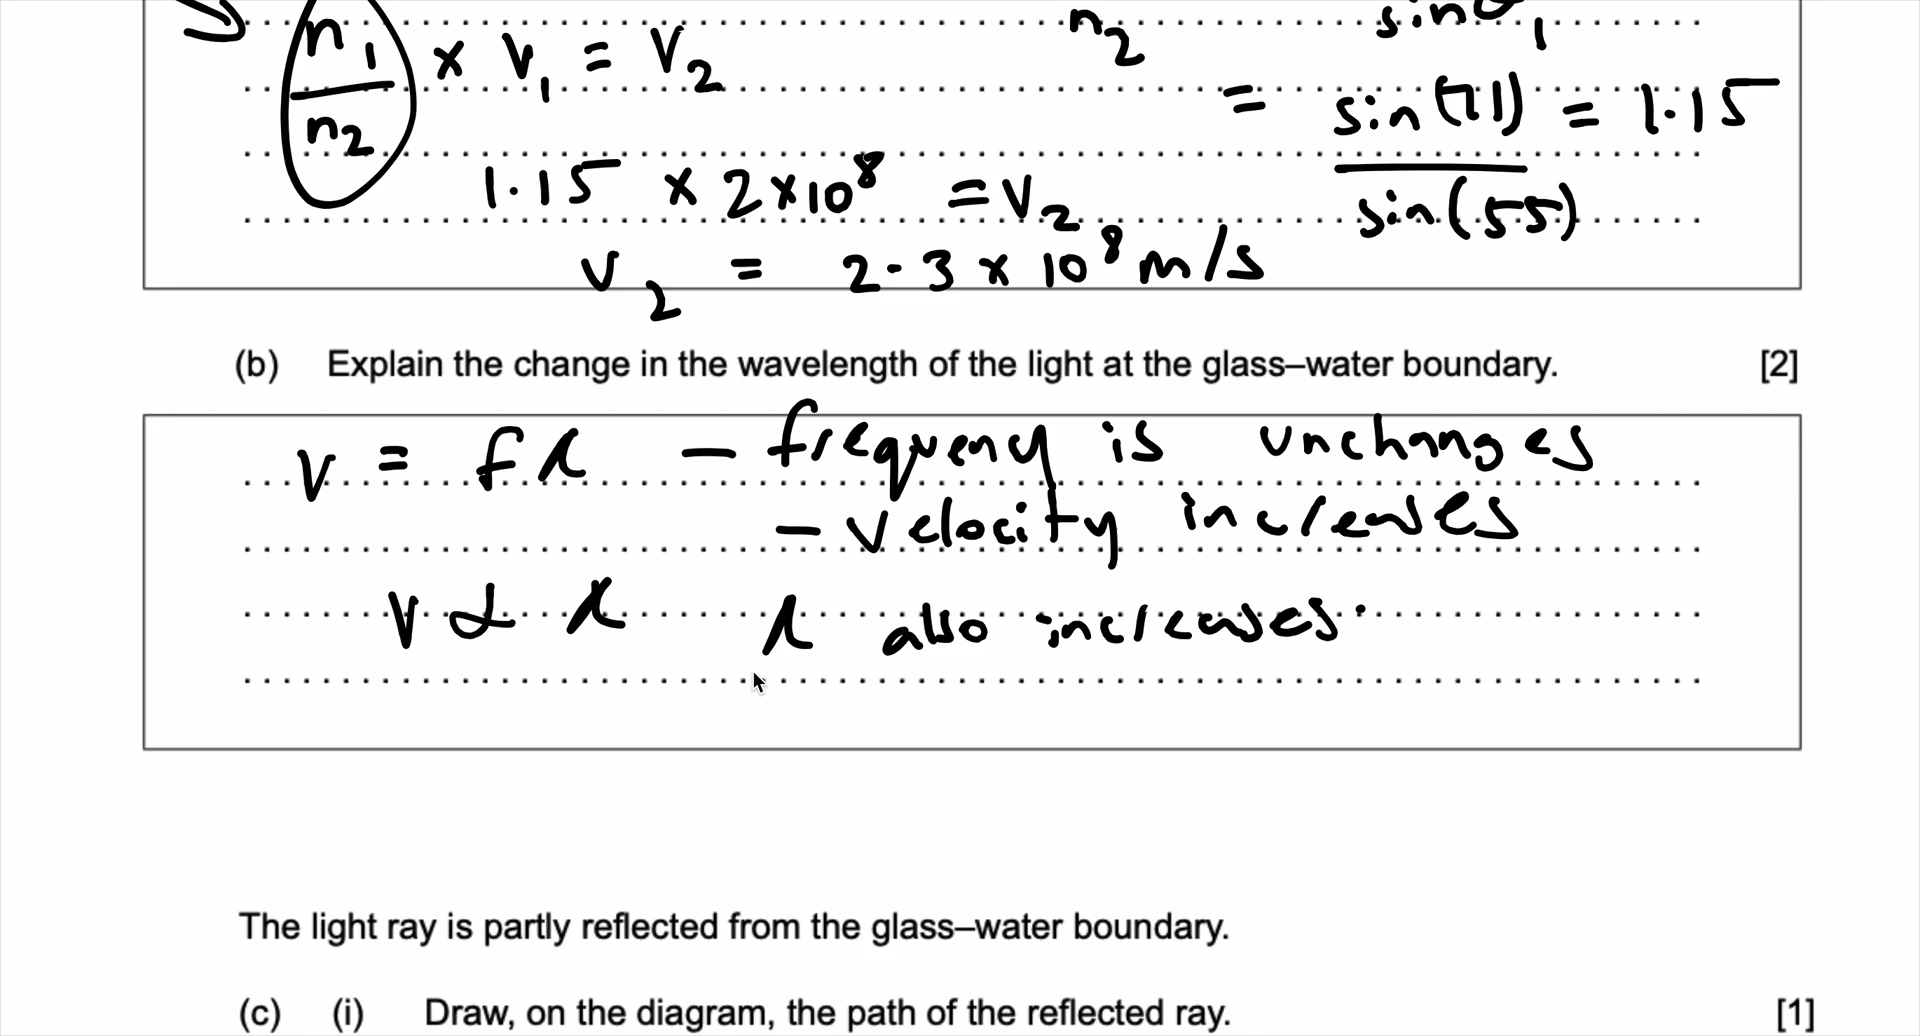 n₁/n₂ × v₁ = v₂
n₂
sinθ₁
= sin(71)/sin(55) = 1.15
1.15 × 2×10⁸ = v₂
v₂ = 2.3 × 10⁸ m/s
(b) Explain the change in the wavelength of the light at the glass–water boundary. [2]
v = fλ – frequency is unchanges
– velocity increases
v α λ λ also increases.
The light ray is partly reflected from the glass–water boundary.
(c) (i) Draw, on the diagram, the path of the reflected ray. [1]